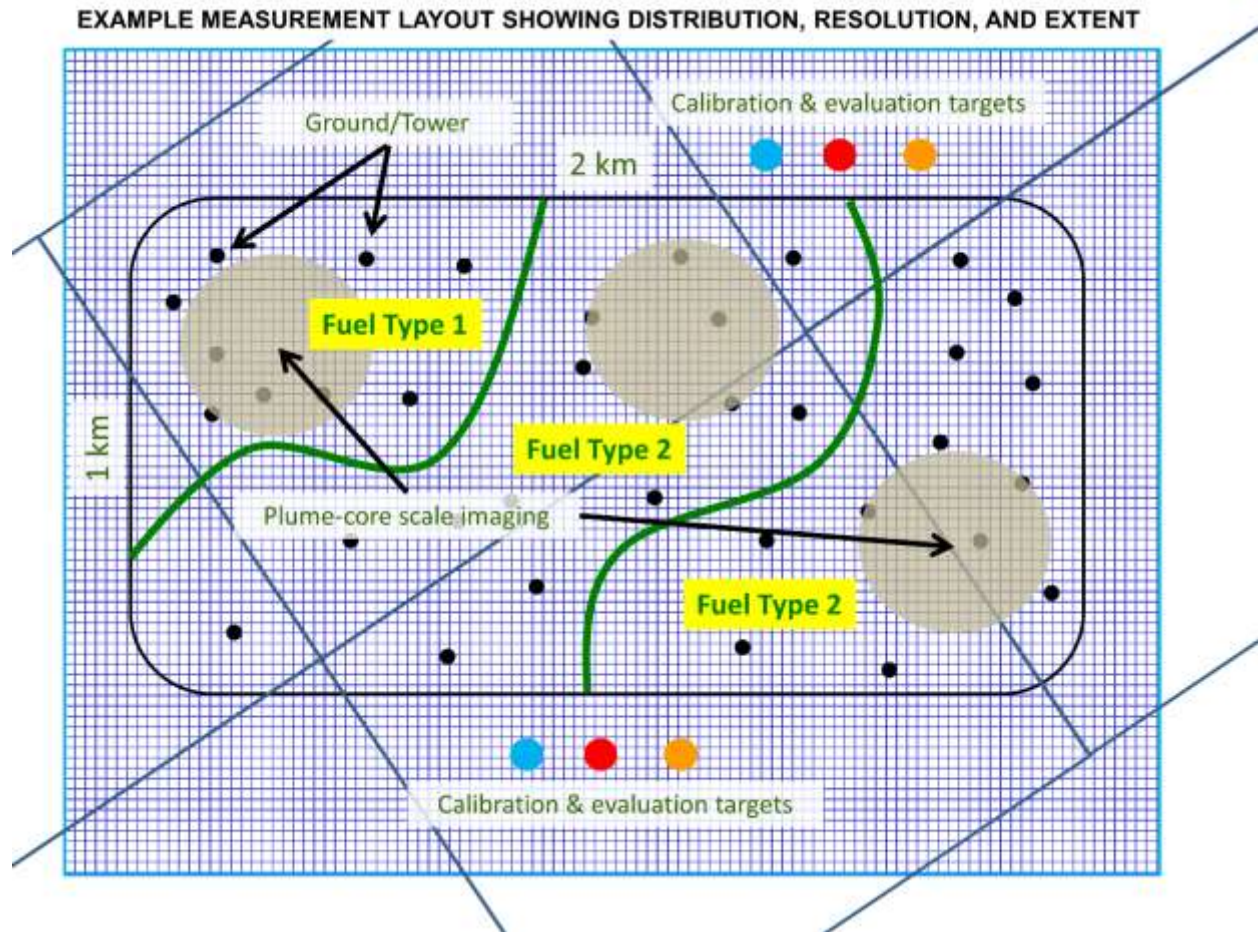 EXAMPLE MEASUREMENT LAYOUT SHOWING DISTRIBUTION, RESOLUTION, AND EXTENT
Calibration & evaluation targets
Ground/Tower
2 km
Fuel Type 1
1 km
Fuel Type 2
Plume-core scale imaging
Fuel Type 2
Calibration & evaluation targets